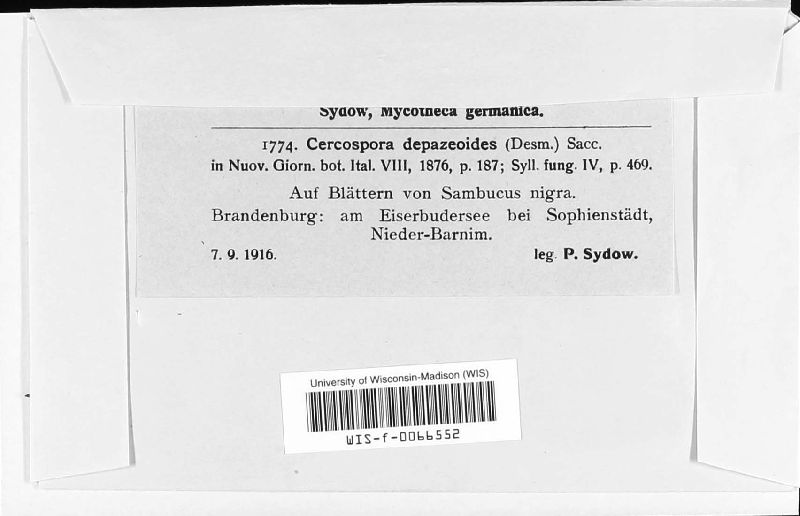 Sydow, Mycotheca germanica.
1774. Cercospora depazeoides (Desm.) Sacc.
in Nuov. Giorn. bot. Ital. VIII, 1876, p. 187; Syll. fung. IV, p. 469.
Auf Blättern von Sambucus nigra.
Brandenburg: am Eiserbudersee bei Sophienstädt,
Nieder-Barnim.
7. 9. 1916. leg. P. Sydow.
University of Wisconsin-Madison (WIS)
WIS-f-0066552